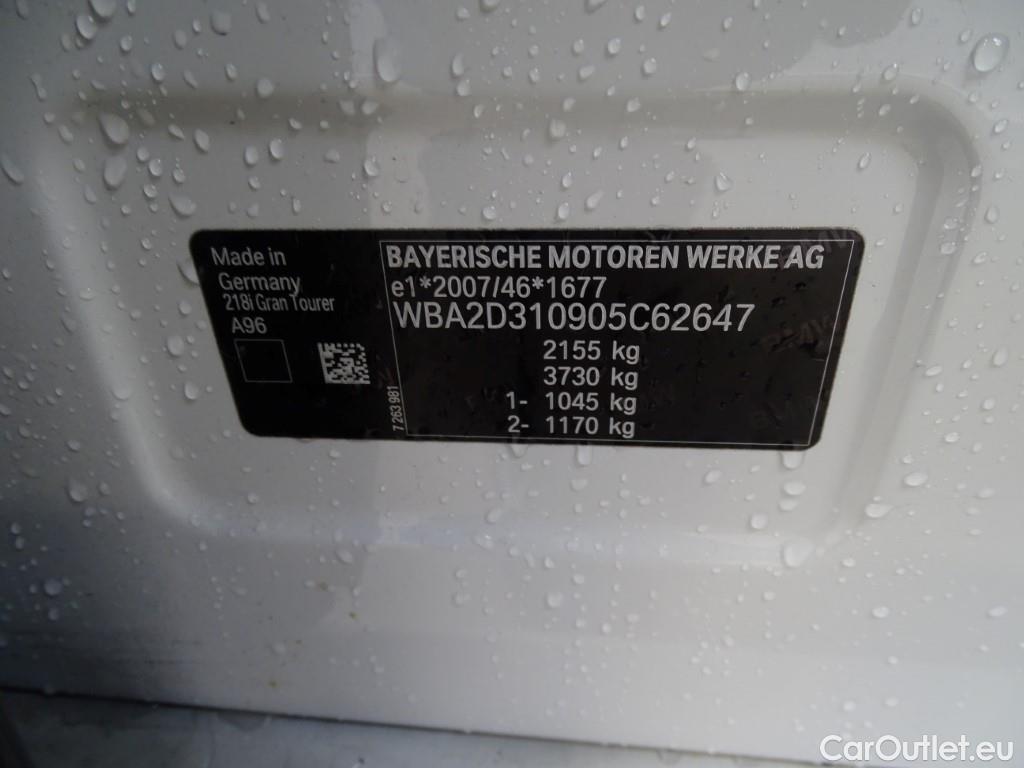 Made in
Germany
218i Gran Tourer
A96
7 263 981
BAYERISCHE MOTOREN WERKE AG
e1*2007/46*1677
WBA2D310905C62647
2155 kg
3730 kg
1- 1045 kg
2- 1170 kg
CarOutlet.eu